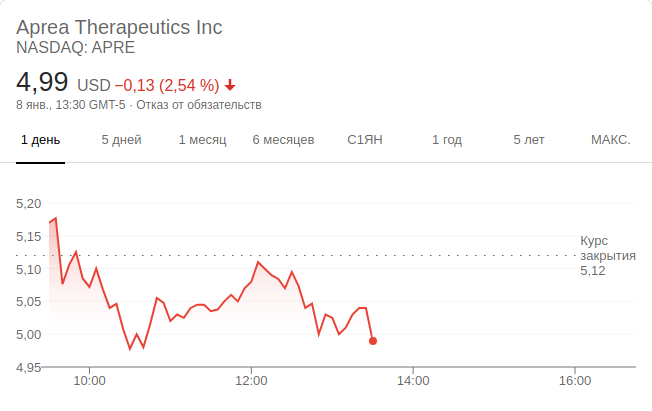 Aprea Therapeutics Inc
NASDAQ: APRE
4,99 USD −0,13 (2,54 %)
8 янв., 13:30 GMT-5 · Отказ от обязательств
1 день 5 дней 1 месяц 6 месяцев С1ЯН 1 год 5 лет МАКС.
5,20
5,15
5,10
5,05
5,00
4,95
Курс
закрытия
5,12
10:00 12:00 14:00 16:00